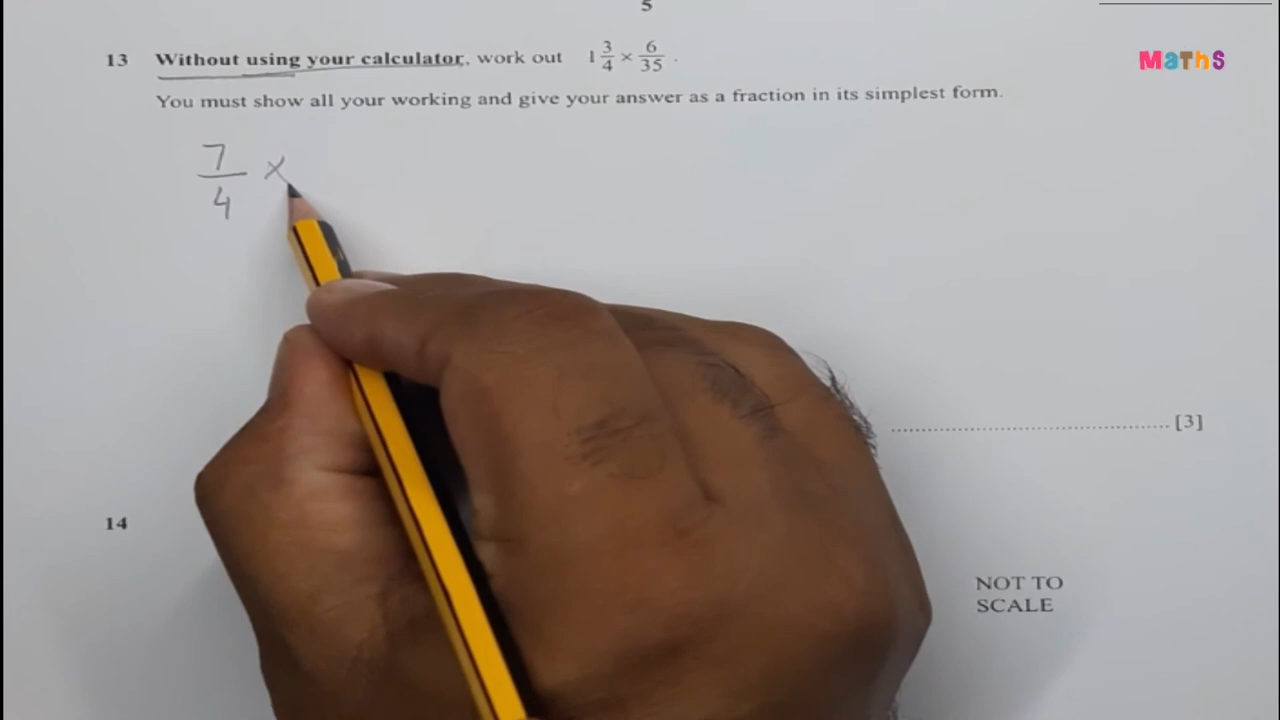 5
MaThS
13 Without using your calculator, work out 1 3/4 × 6/35 .
You must show all your working and give your answer as a fraction in its simplest form.
7/4 ×
........................................ [3]
14
NOT TO
SCALE